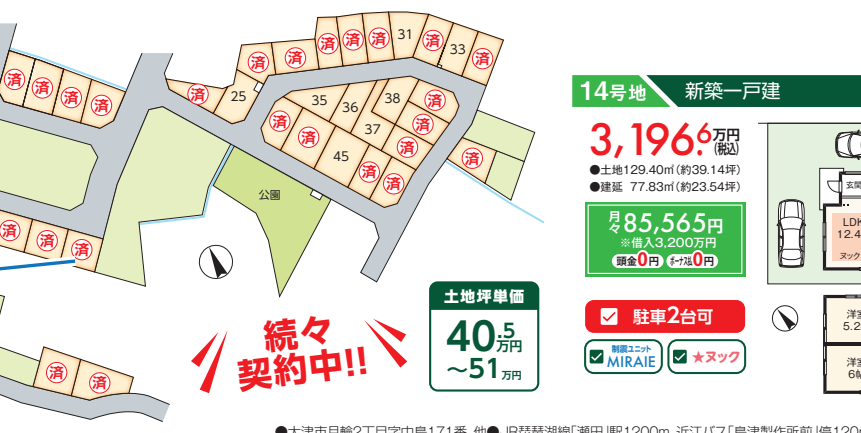 済 済 済 済
済 25 済 済 済 済 済 31 済 33 済
35 36 38 済
済 済 37 済 済
45 済 済
済
公園
済 済 済
済 済
続々
契約中!!
土地坪単価
40.5万円
～51万円
14号地 新築一戸建
3,196.6万円(税込)
●土地129.40㎡(約39.14坪)
●建延 77.83㎡(約23.54坪)
月々85,565円
※借入3,200万円
頭金0円 ボーナス払0円
駐車2台可
制震ユニット
MIRAIE
★ヌック
玄関
LDK
12.4
ヌック
洋室
5.2
洋室
6帖
●大津市月輪2丁目字中島171番 他●JR琵琶湖線「瀬田」駅1200m、近江バス「島津製作所前」停120m